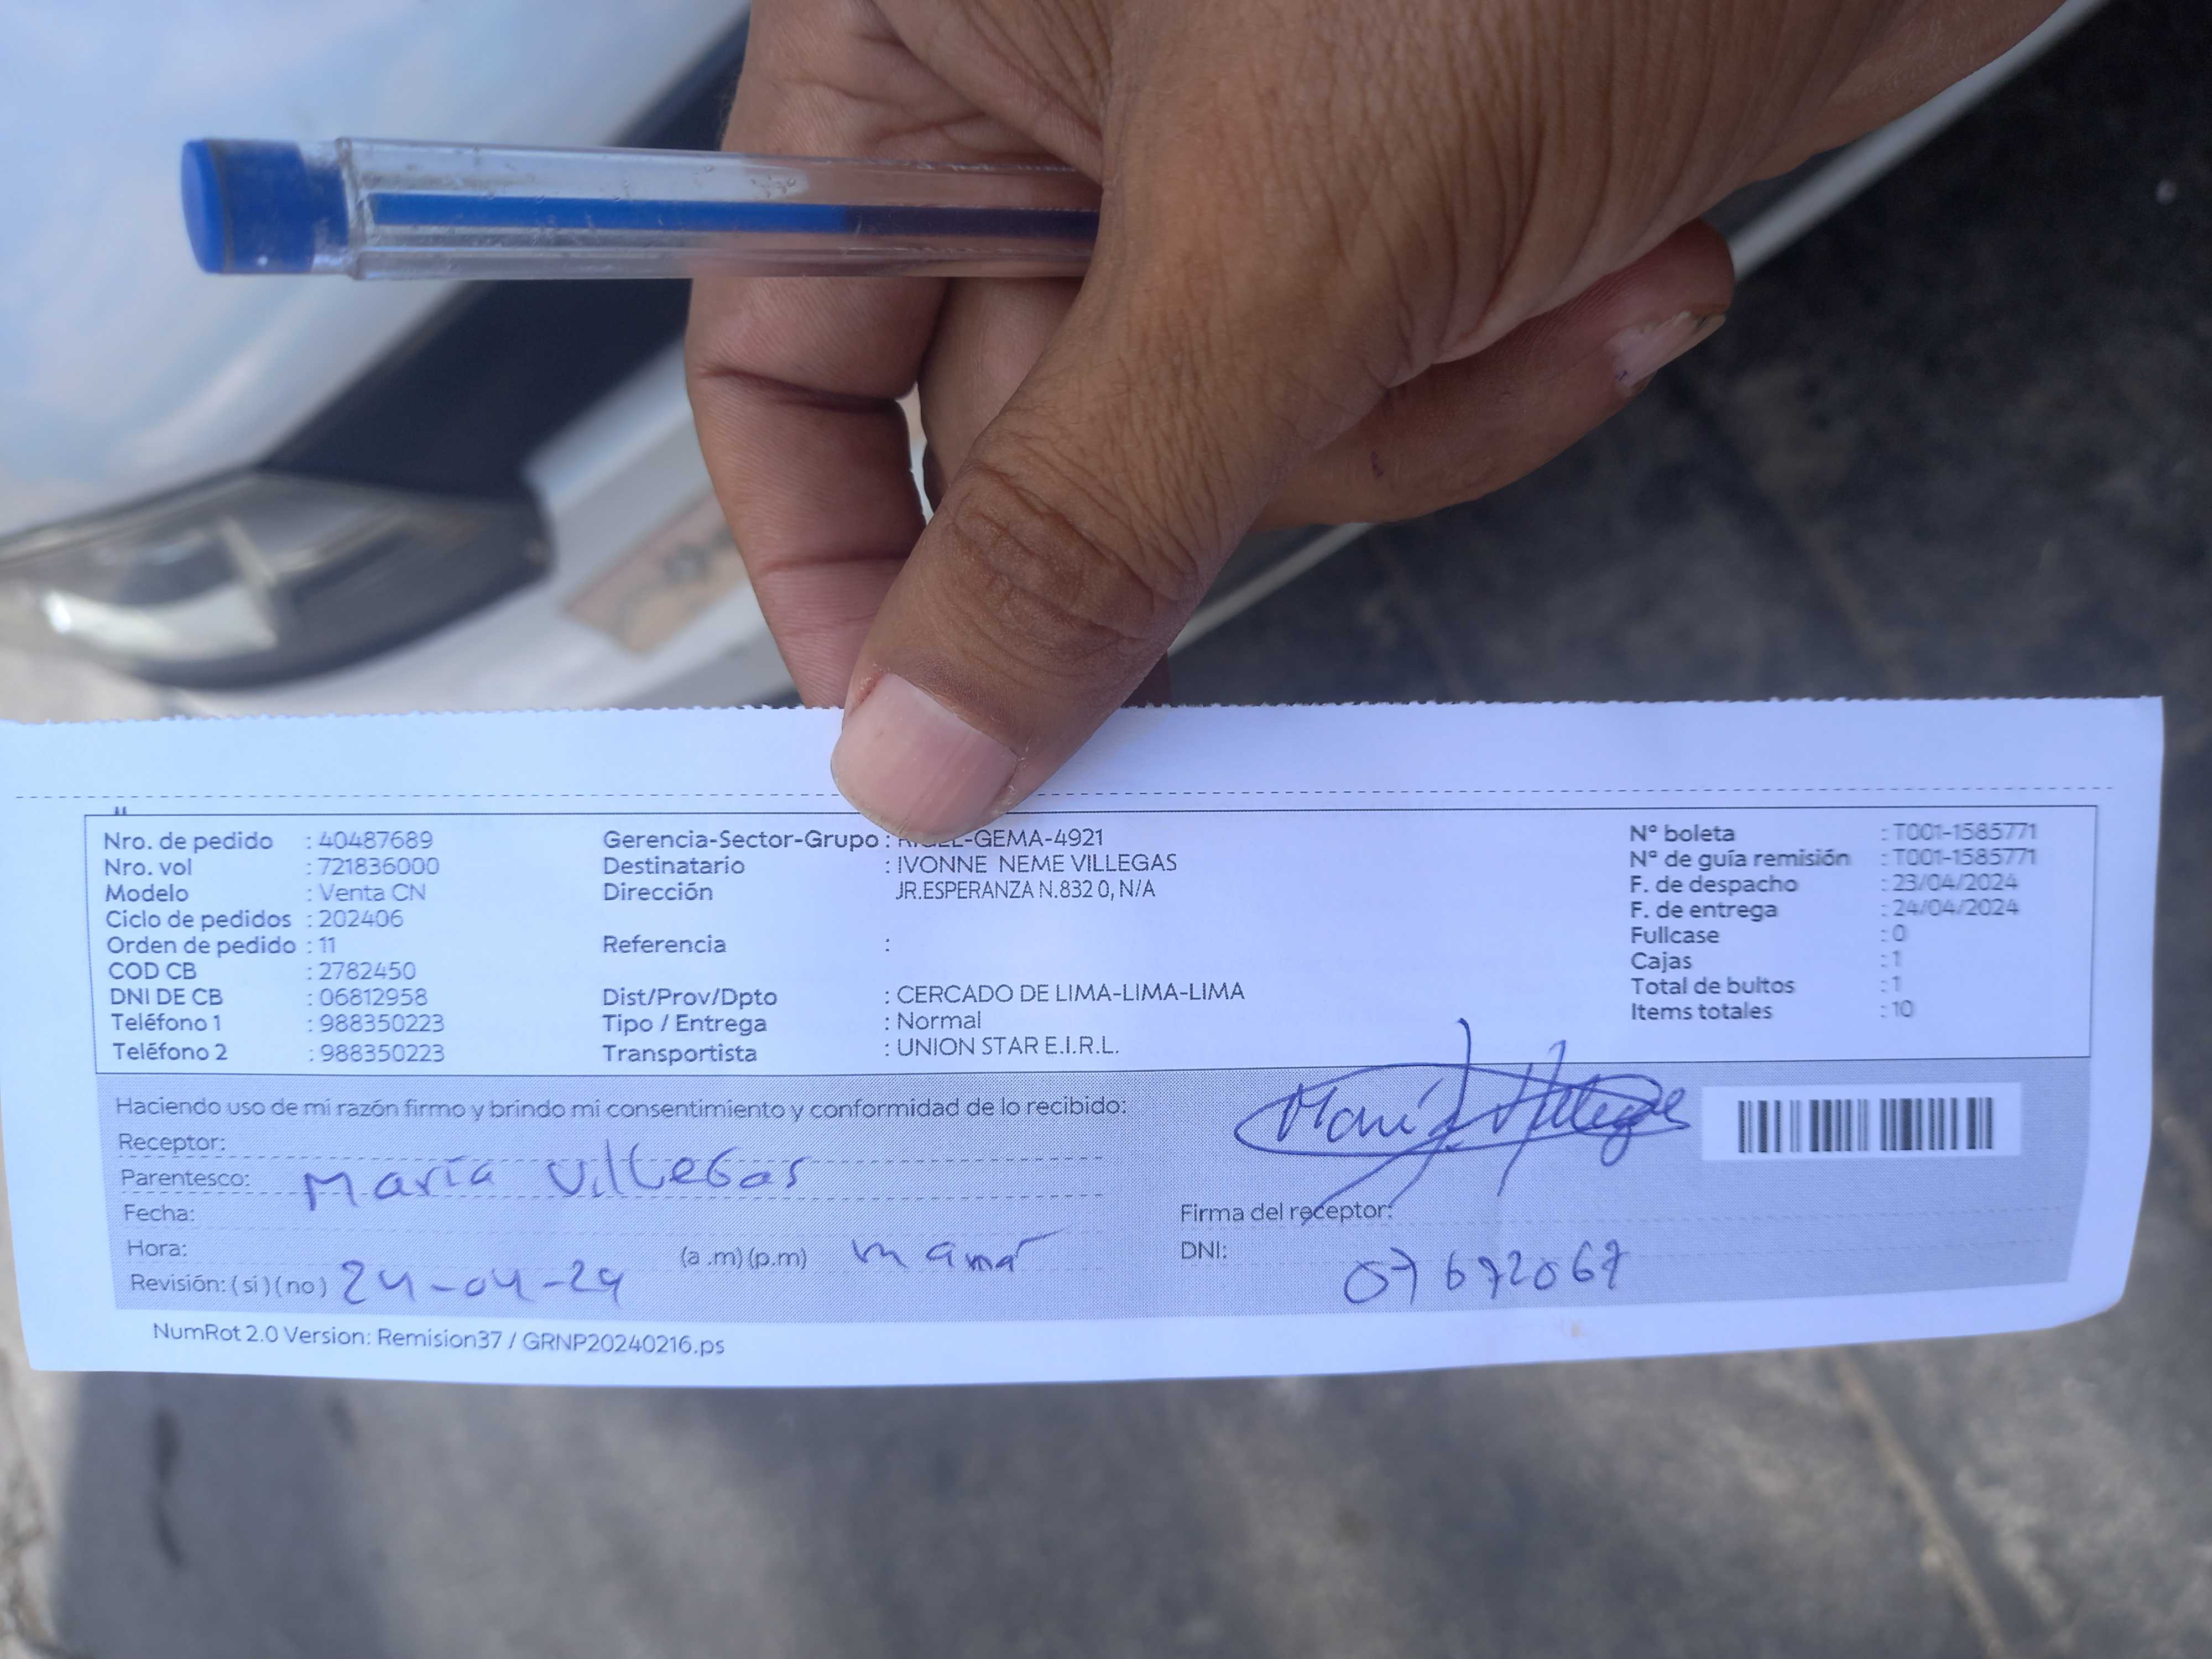 Nro. de pedido : 40487689
Nro. vol : 721836000
Modelo : Venta CN
Ciclo de pedidos : 202406
Orden de pedido : 11
COD CB : 2782450
DNI DE CB : 06812958
Teléfono 1 : 988350223
Teléfono 2 : 988350223
Gerencia-Sector-Grupo : -GEMA-4921
Destinatario : IVONNE NEME VILLEGAS
Dirección JR.ESPERANZA N.832 0, N/A
Referencia :
Dist/Prov/Dpto : CERCADO DE LIMA-LIMA-LIMA
Tipo / Entrega : Normal
Transportista : UNION STAR E.I.R.L.
N° boleta : T001-1585771
N° de guía remisión : T001-1585771
F. de despacho : 23/04/2024
F. de entrega : 24/04/2024
Fullcase : 0
Cajas : 1
Total de bultos : 1
Items totales : 10
Haciendo uso de mi razón firmo y brindo mi consentimiento y conformidad de lo recibido:
Receptor:
Parentesco: María Villegas
Fecha:
Hora: (a .m) (p.m) mamá
Revisión: ( si ) ( no ) 24-04-24
María Villegas
Firma del receptor:
DNI: 07672067
NumRot 2.0 Version: Remision37 / GRNP20240216.ps